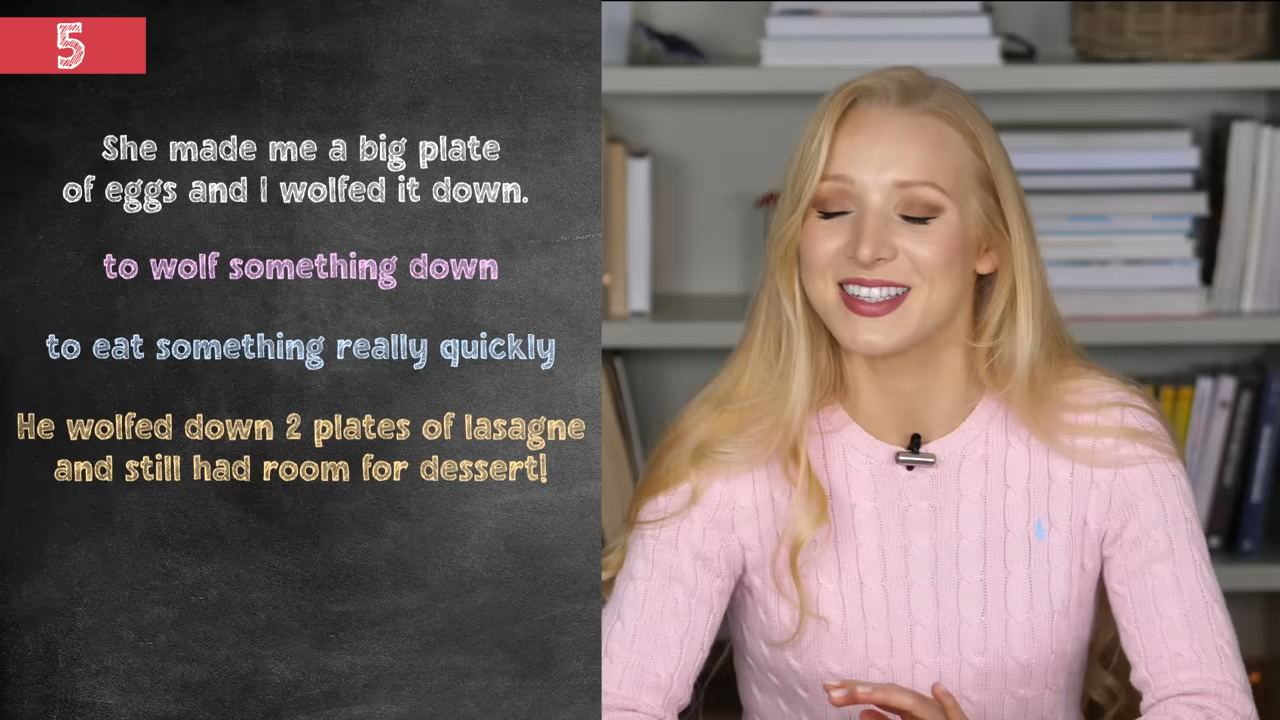 5
She made me a big plate
of eggs and I wolfed it down.
to wolf something down
to eat something really quickly
He wolfed down 2 plates of lasagne
and still had room for dessert!